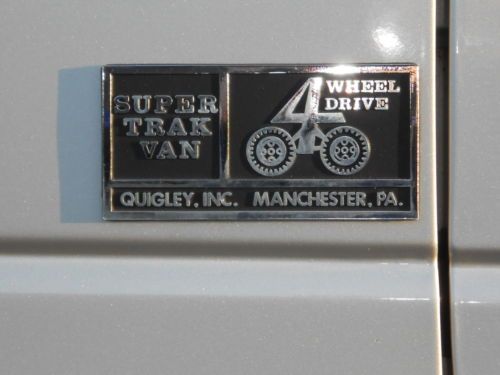 SUPER
TRAK
VAN
4 WHEEL
DRIVE
QUIGLEY, INC. MANCHESTER, PA.